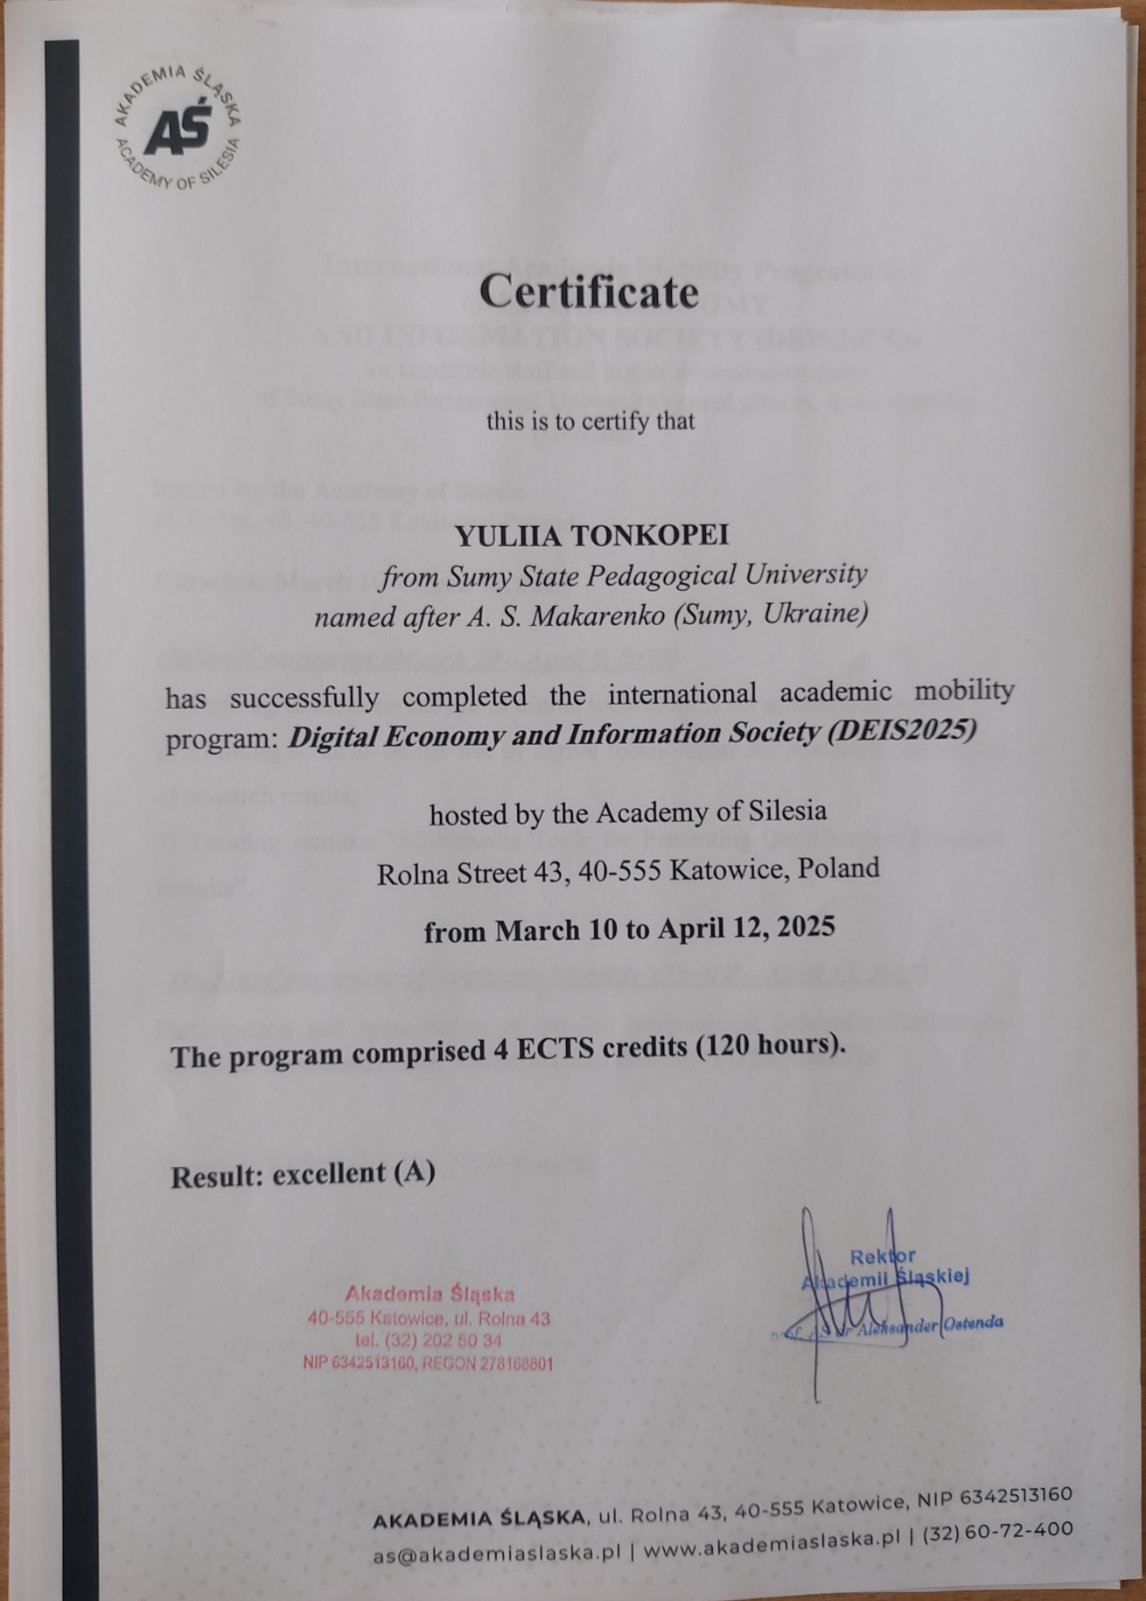 AKADEMIA ŚLĄSKA
AŚ
ACADEMY OF SILESIA
Certificate
this is to certify that
YULIIA TONKOPEI
from Sumy State Pedagogical University
named after A. S. Makarenko (Sumy, Ukraine)
has successfully completed the international academic mobility
program: Digital Economy and Information Society (DEIS2025)
hosted by the Academy of Silesia
Rolna Street 43, 40-555 Katowice, Poland
from March 10 to April 12, 2025
The program comprised 4 ECTS credits (120 hours).
Result: excellent (A)
Akademia Śląska
40-555 Katowice, ul. Rolna 43
tel. (32) 202 50 34
NIP 6342513160, REGON 278168801
Rektor
Akademii Śląskiej
dr Aleksander Ostenda
AKADEMIA ŚLĄSKA, ul. Rolna 43, 40-555 Katowice, NIP 6342513160
as@akademiaslaska.pl | www.akademiaslaska.pl | (32) 60-72-400